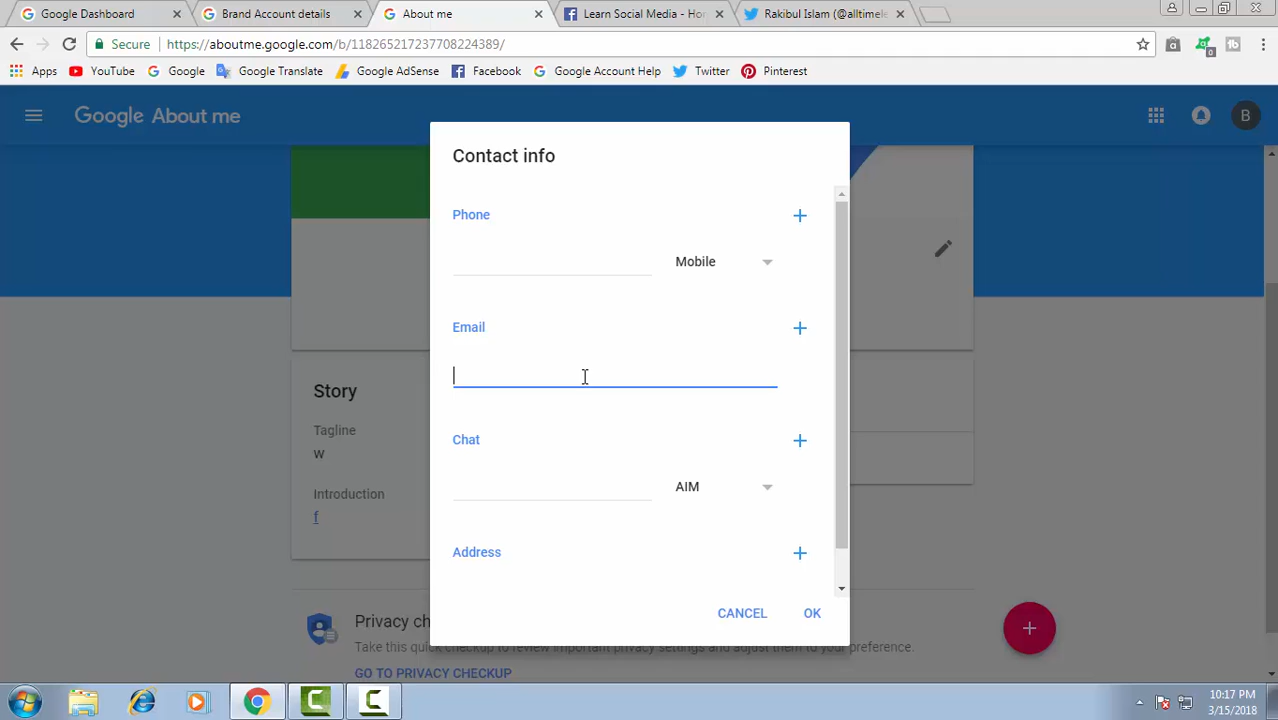 Google Dashboard
Brand Account details
About me
Learn Social Media - Hor
Rakibul Islam (@alltimele
Secure
https://aboutme.google.com/b/118265217237708224389/
Apps
YouTube
Google
Google Translate
Google AdSense
Facebook
Google Account Help
Twitter
Pinterest
Google About me
B
Contact info
Phone
Mobile
Email
Chat
AIM
Address
CANCEL
OK
Story
Tagline
w
Introduction
f
Privacy ch
Take this quick checkup to review important privacy settings and adjust them to your preference.
GO TO PRIVACY CHECKUP
10:17 PM
3/15/2018